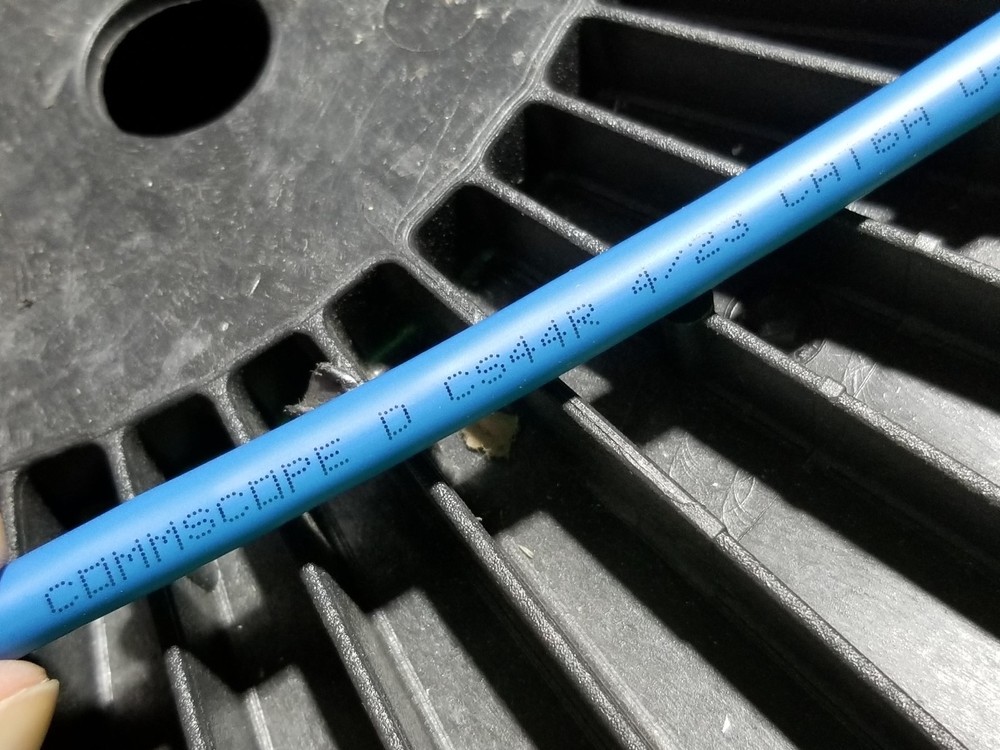 COMMSCOPE D CS44R 4/23 CAT6A